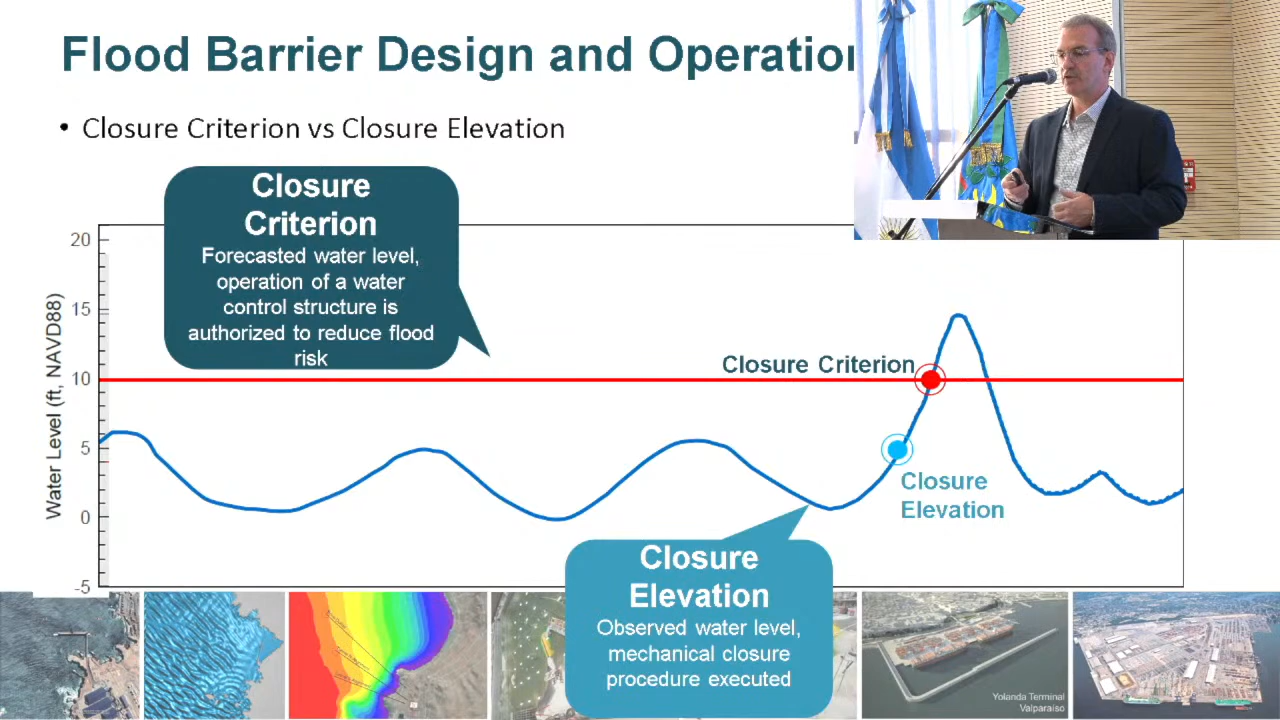 Flood Barrier Design and Operation
• Closure Criterion vs Closure Elevation
Closure
Criterion
Forecasted water level,
operation of a water
control structure is
authorized to reduce flood
risk
Water Level (ft, NAVD88)
20
15
10
5
0
-5
Closure Criterion
Closure
Elevation
Closure
Elevation
Observed water level,
mechanical closure
procedure executed
Yolanda Terminal
Valparaíso